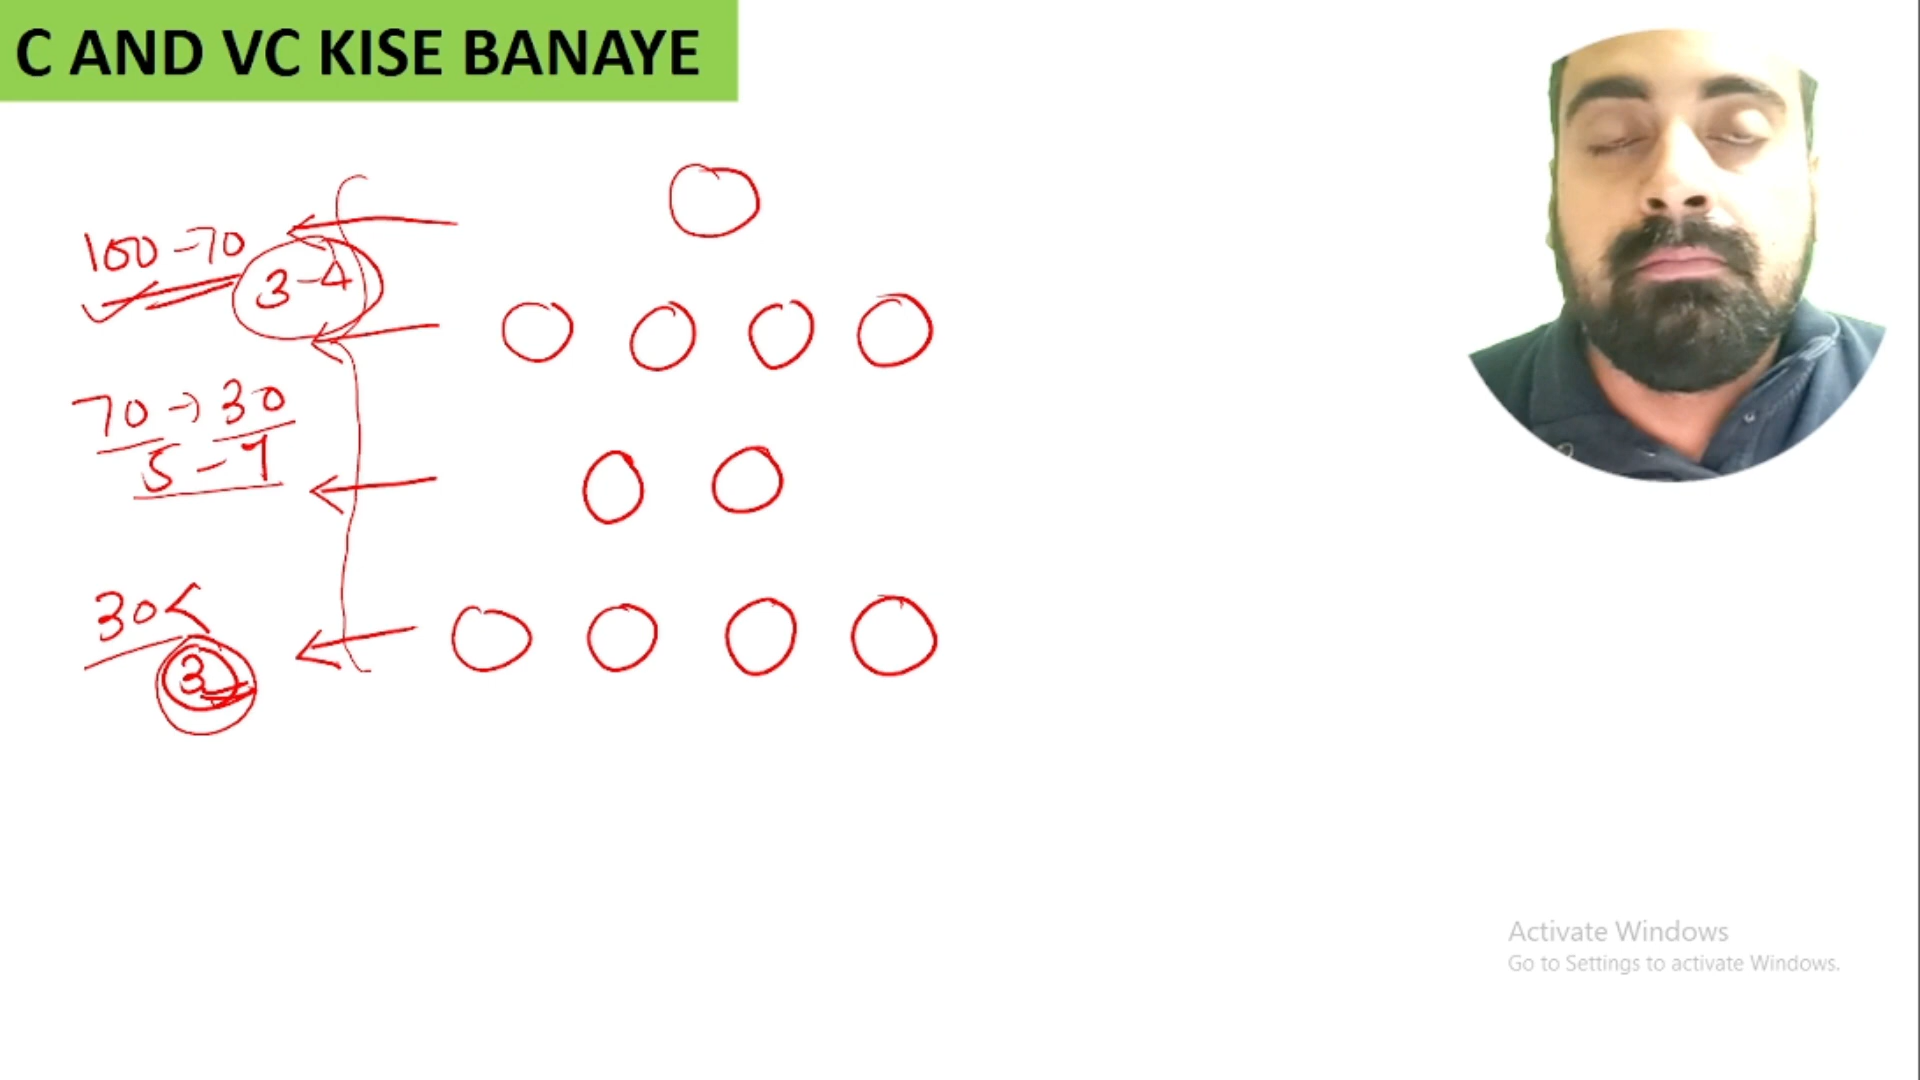 C AND VC KISE BANAYE
100-70
3-4
70→30
5-7
30<
3
Activate Windows
Go to Settings to activate Windows.